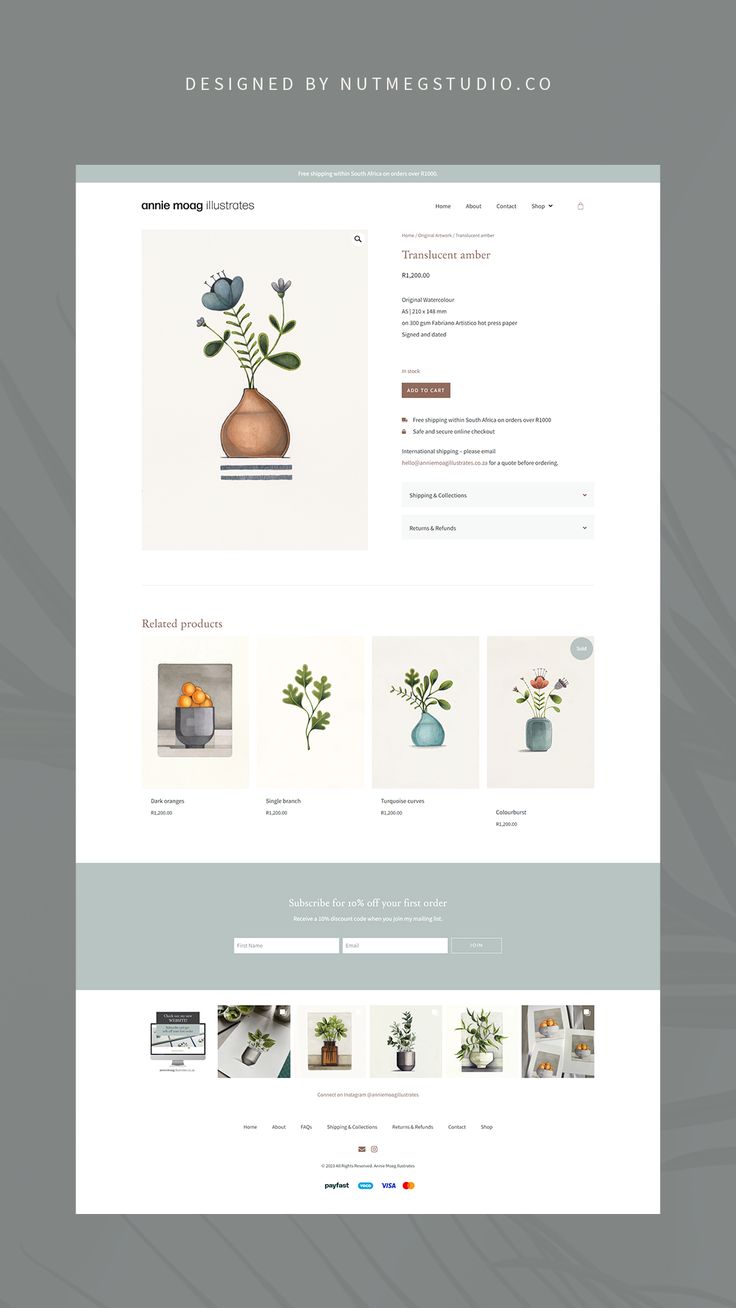 DESIGNED BY NUTMEGSTUDIO.CO
Free shipping within South Africa on orders over R1000.
annie moag illustrates
Home About Contact Shop
Home / Original Artwork / Translucent amber
Translucent amber
R1,200.00
Original Watercolour
A5 | 210 x 148 mm
on 300 gsm Fabriano Artistico hot press paper
Signed and dated
In stock
ADD TO CART
Free shipping within South Africa on orders over R1000
Safe and secure online checkout
International shipping – please email
hello@anniemoagillustrates.co.za for a quote before ordering.
Shipping & Collections
Returns & Refunds
Related products
Sold
Dark oranges
R1,200.00
Single branch
R1,200.00
Turquoise curves
R1,200.00
Colourburst
R1,200.00
Subscribe for 10% off your first order
Receive a 10% discount code when you join my mailing list.
First Name
Email
JOIN
Check out my new
WEBSITE!
Connect on Instagram @anniemoagillustrates
Home About FAQs Shipping & Collections Returns & Refunds Contact Shop
© 2023 All Rights Reserved. Annie Moag Illustrates
payfast yoco VISA